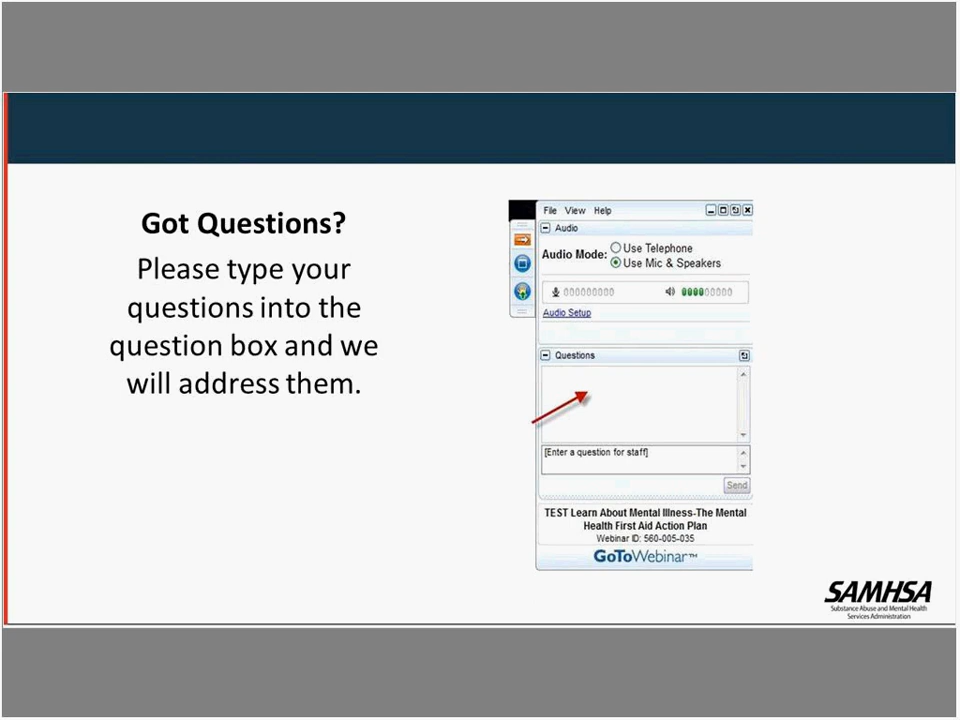 Got Questions?
Please type your
questions into the
question box and we
will address them.
File View Help
Audio
Audio Mode: Use Telephone
Use Mic & Speakers
Audio Setup
Questions
[Enter a question for staff]
Send
TEST Learn About Mental Illness-The Mental
Health First Aid Action Plan
Webinar ID: 560-005-035
GoToWebinar™
SAMHSA
Substance Abuse and Mental Health
Services Administration